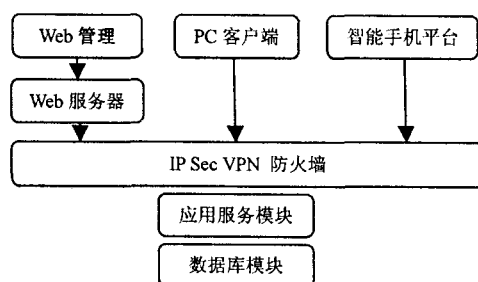 Web 管理
PC 客户端
智能手机平台
Web 服务器
IP Sec VPN 防火墙
应用服务模块
数据库模块